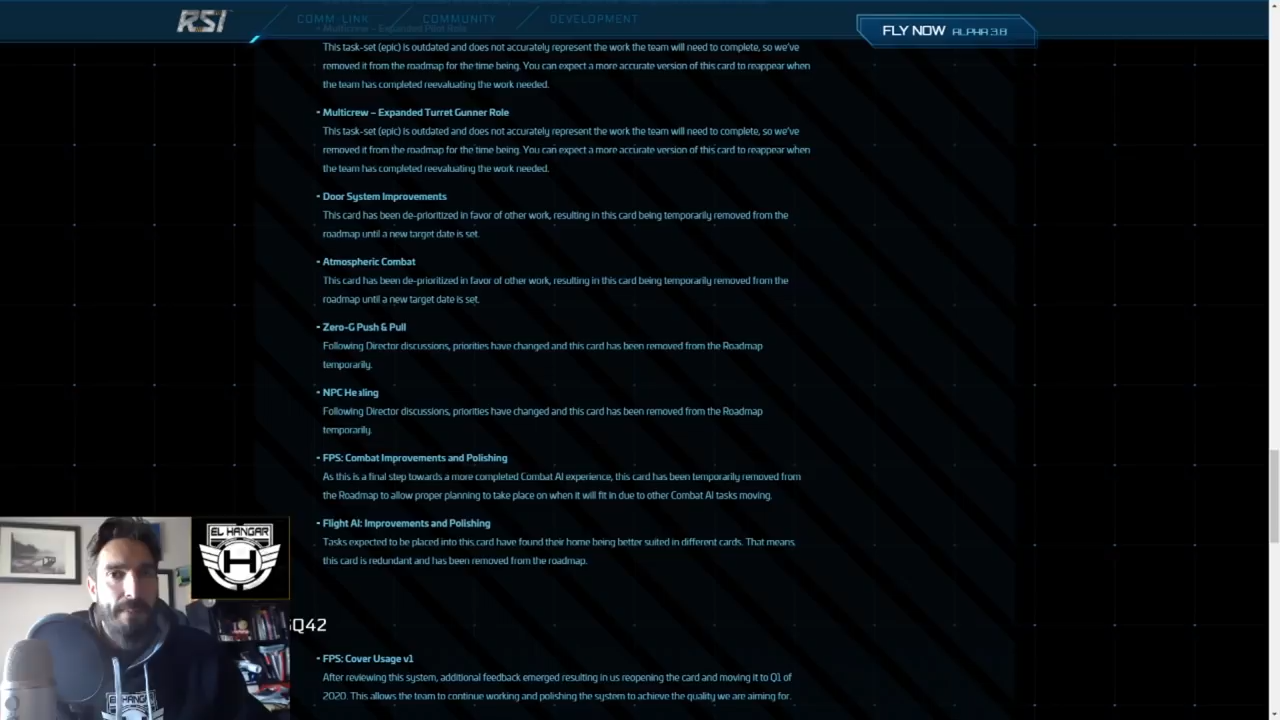 RSI
COMM-LINK
COMMUNITY
DEVELOPMENT
FLY NOW ALPHA 3.8
- Multicrew – Expanded Pilot Role
This task-set (epic) is outdated and does not accurately represent the work the team will need to complete, so we've
removed it from the roadmap for the time being. You can expect a more accurate version of this card to reappear when
the team has completed reevaluating the work needed.
- Multicrew – Expanded Turret Gunner Role
This task-set (epic) is outdated and does not accurately represent the work the team will need to complete, so we've
removed it from the roadmap for the time being. You can expect a more accurate version of this card to reappear when
the team has completed reevaluating the work needed.
- Door System Improvements
This card has been de-prioritized in favor of other work, resulting in this card being temporarily removed from the
roadmap until a new target date is set.
- Atmospheric Combat
This card has been de-prioritized in favor of other work, resulting in this card being temporarily removed from the
roadmap until a new target date is set.
- Zero-G Push & Pull
Following Director discussions, priorities have changed and this card has been removed from the Roadmap
temporarily.
- NPC Healing
Following Director discussions, priorities have changed and this card has been removed from the Roadmap
temporarily.
- FPS: Combat Improvements and Polishing
As this is a final step towards a more completed Combat AI experience, this card has been temporarily removed from
the Roadmap to allow proper planning to take place on when it will fit in due to other Combat AI tasks moving.
- Flight AI: Improvements and Polishing
Tasks expected to be placed into this card have found their home being better suited in different cards. That means,
this card is redundant and has been removed from the roadmap.
SQ42
- FPS: Cover Usage v1
After reviewing this system, additional feedback emerged resulting in us reopening the card and moving it to Q1 of
2020. This allows the team to continue working and polishing the system to achieve the quality we are aiming for.
EL HANGAR
H
EL HANGAR